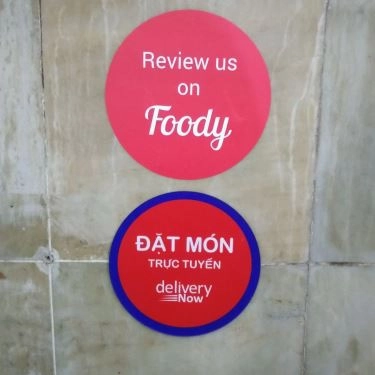 Review us
on
Foody
ĐẶT MÓN
TRỰC TUYẾN
delivery
Now